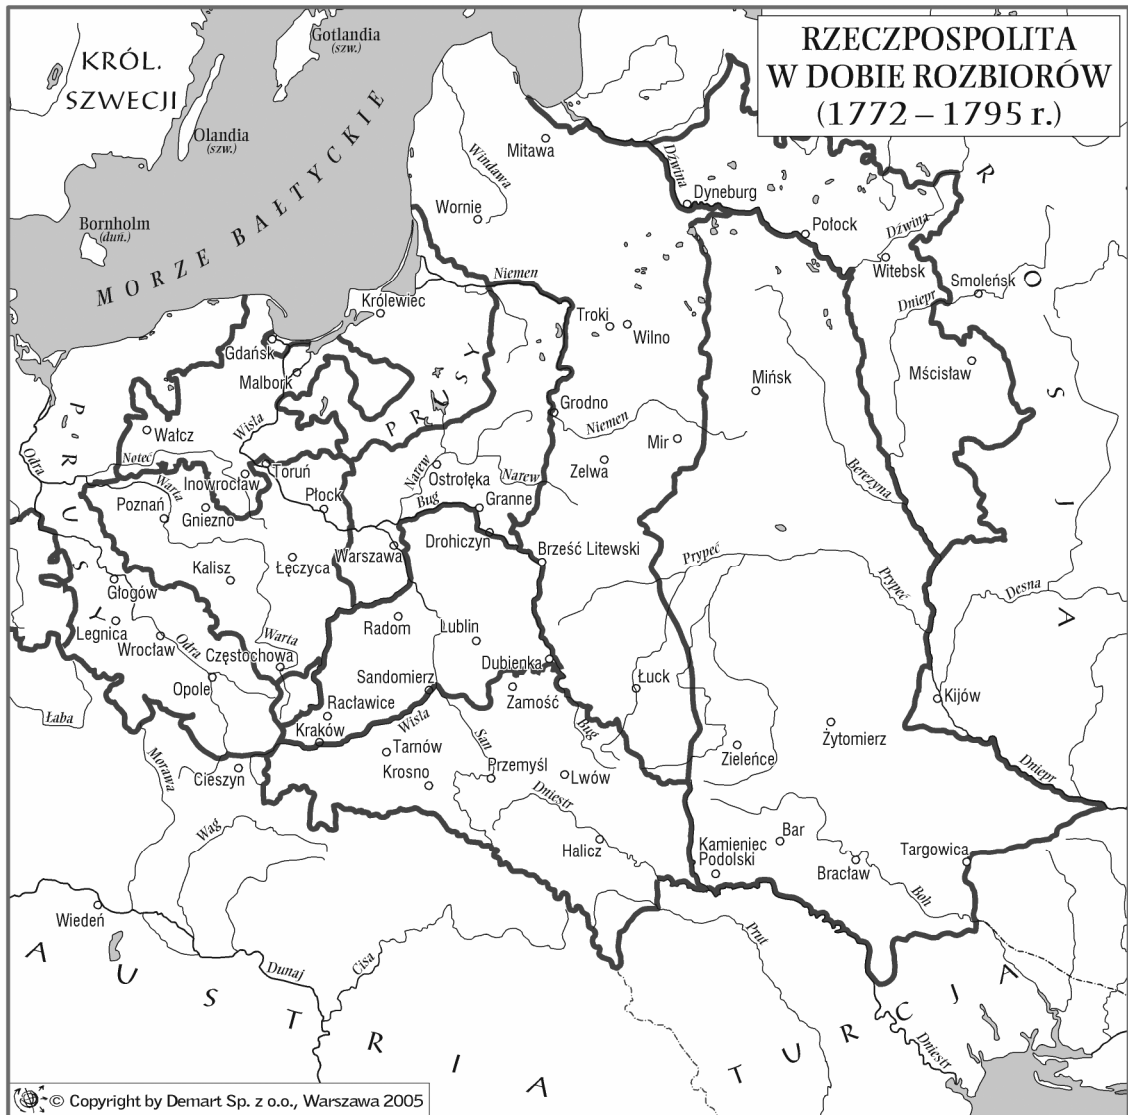 RZECZPOSPOLITA
W DOBIE ROZBIORÓW
(1772 – 1795 r.)
KRÓL.
SZWECJI
Gotlandia
(szw.)
Olandia
(szw.)
Bornholm
(duń.)
MORZE BAŁTYCKIE
Mitawa
Windawa
Wornie
Dźwina
Dyneburg
Połock
Dźwina
Witebsk
Smoleńsk
Dniepr
ROSJA
Niemen
Królewiec
Troki
Wilno
Gdańsk
Malbork
PRUSY
Mińsk
Mścisław
Grodno
Niemen
Mir
Wałcz
Wisła
Odra
Noteć
Toruń
Inowrocław
Narew
Ostrołęka
Narew
Zelwa
Berezyna
PRUSY
Warta
Poznań
Gniezno
Płock
Bug
Granne
Warszawa
Drohiczyn
Brześć Litewski
Prypeć
Prypeć
Desna
Kalisz
Łęczyca
Głogów
Legnica
Wrocław
Odra
Warta
Radom
Lublin
Częstochowa
Dubienka
Opole
Sandomierz
Zamość
Łuck
Kijów
Łaba
Racławice
Kraków
Wisła
Bug
Żytomierz
Morawa
Tarnów
San
Zieleńce
Cieszyn
Krosno
Przemyśl
Lwów
Dniepr
Dniestr
Wag
Halicz
Kamieniec
Podolski
Bar
Bracław
Targowica
Boh
Wiedeń
Prut
AUSTRIA
Dunaj
Cisa
TURCJA
Dniestr
© Copyright by Demart Sp. z o.o., Warszawa 2005